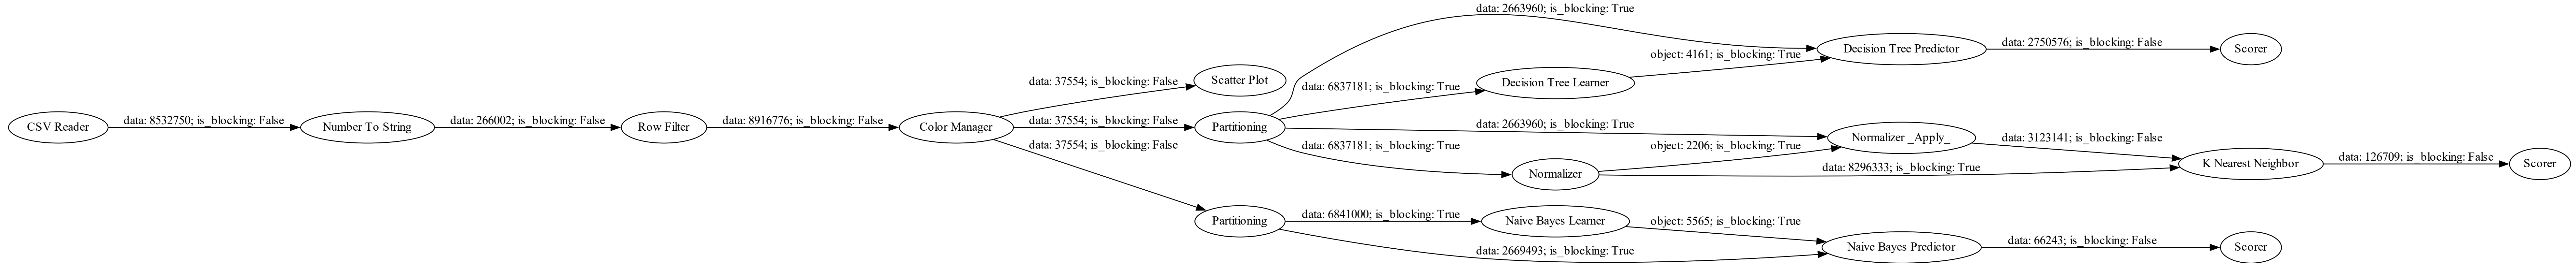 data: 2663960; is_blocking: True
Decision Tree Predictor
data: 2750576; is_blocking: False
Scorer
object: 4161; is_blocking: True
data: 37554; is_blocking: False
Scatter Plot
data: 6837181; is_blocking: True
Decision Tree Learner
CSV Reader
data: 8532750; is_blocking: False
Number To String
data: 266002; is_blocking: False
Row Filter
data: 8916776; is_blocking: False
Color Manager
data: 37554; is_blocking: False
Partitioning
data: 2663960; is_blocking: True
Normalizer _Apply_
data: 3123141; is_blocking: False
data: 37554; is_blocking: False
data: 6837181; is_blocking: True
object: 2206; is_blocking: True
Normalizer
data: 8296333; is_blocking: True
K Nearest Neighbor
data: 126709; is_blocking: False
Scorer
Partitioning
data: 6841000; is_blocking: True
Naive Bayes Learner
object: 5565; is_blocking: True
data: 2669493; is_blocking: True
Naive Bayes Predictor
data: 66243; is_blocking: False
Scorer